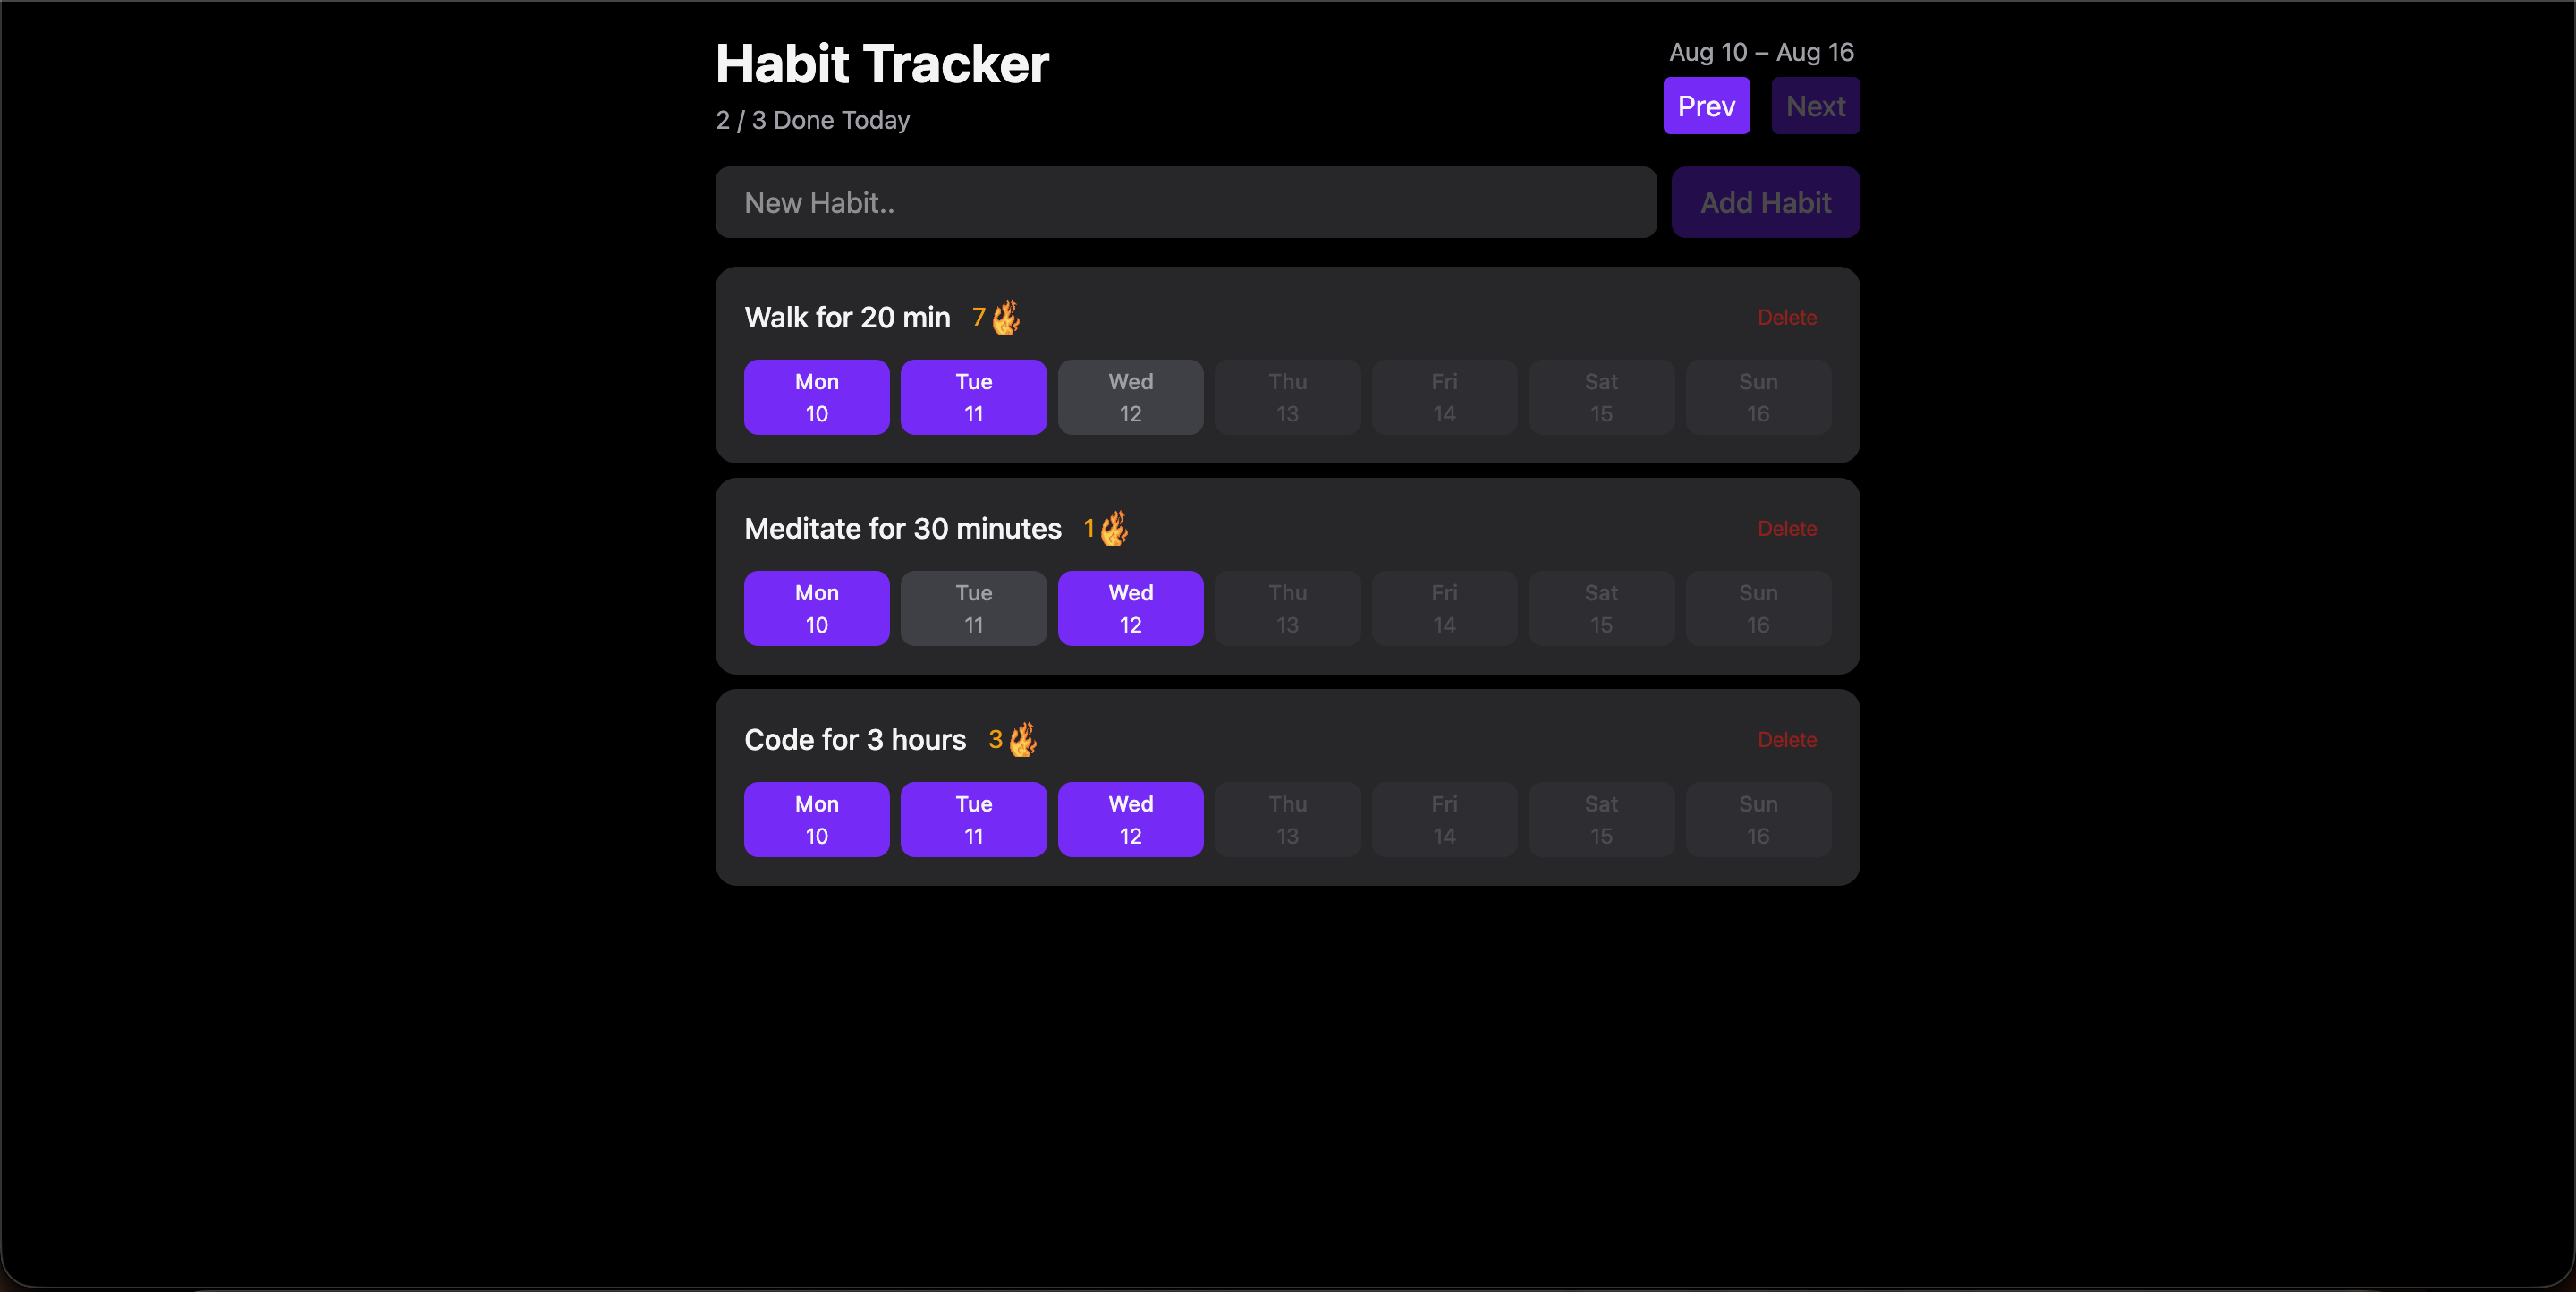 Habit Tracker
2 / 3 Done Today
Aug 10 – Aug 16
Prev Next
New Habit..
Add Habit
Walk for 20 min 7🔥
Delete
Mon Tue Wed Thu Fri Sat Sun
10 11 12 13 14 15 16
Meditate for 30 minutes 1🔥
Delete
Mon Tue Wed Thu Fri Sat Sun
10 11 12 13 14 15 16
Code for 3 hours 3🔥
Delete
Mon Tue Wed Thu Fri Sat Sun
10 11 12 13 14 15 16